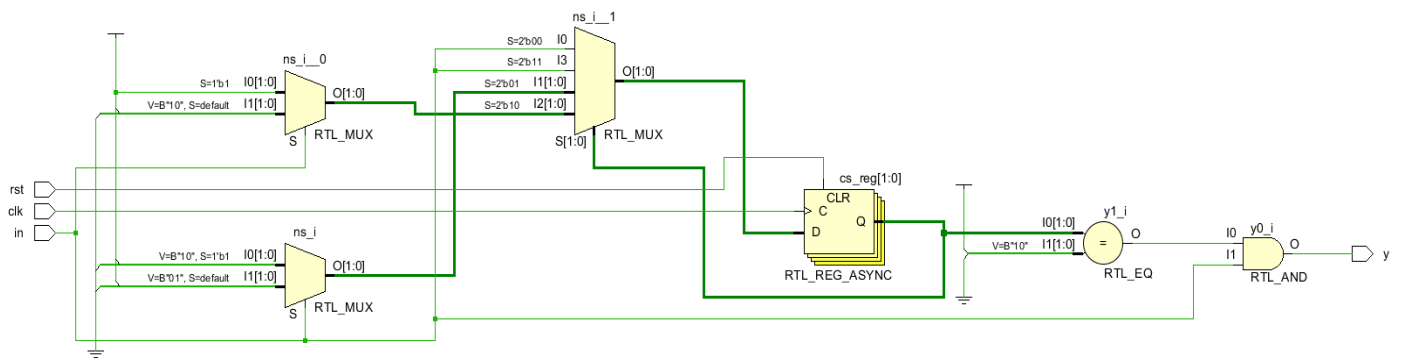 ns_i__0
S=1'b1
I0[1:0]
V=B"10", S=default
I1[1:0]
O[1:0]
S
RTL_MUX
ns_i__1
S=2'b00
I0
S=2'b11
I3
S=2'b01
I1[1:0]
S=2'b10
I2[1:0]
O[1:0]
S[1:0]
RTL_MUX
rst
clk
in
ns_i
V=B"10", S=1'b1
I0[1:0]
V=B"01", S=default
I1[1:0]
O[1:0]
S
RTL_MUX
cs_reg[1:0]
CLR
C
Q
D
RTL_REG_ASYNC
y1_i
I0[1:0]
V=B"10"
I1[1:0]
=
O
RTL_EQ
y0_i
I0
I1
O
RTL_AND
y